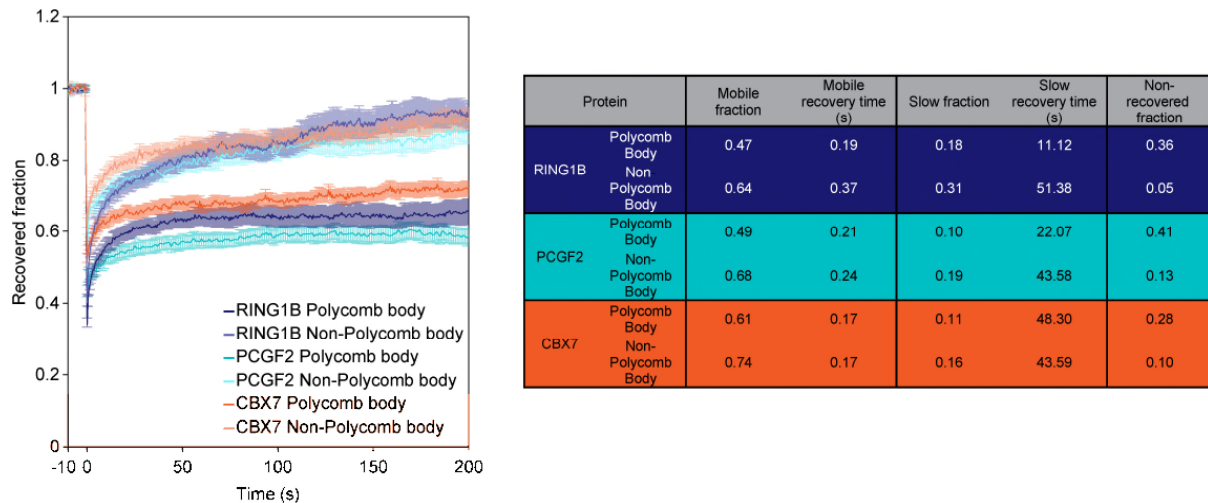 1.2
1
0.8
0.6
0.4
0.2
0
Recovered fraction
-10 0 50 100 150 200
Time (s)
RING1B Polycomb body
RING1B Non-Polycomb body
PCGF2 Polycomb body
PCGF2 Non-Polycomb body
CBX7 Polycomb body
CBX7 Non-Polycomb body
Protein
Mobile
fraction
Mobile
recovery time
(s)
Slow fraction
Slow
recovery time
(s)
Non-
recovered
fraction
RING1B
Polycomb
Body
0.47 0.19 0.18 11.12 0.36
Non
Polycomb
Body
0.64 0.37 0.31 51.38 0.05
PCGF2
Polycomb
Body
0.49 0.21 0.10 22.07 0.41
Non-
Polycomb
Body
0.68 0.24 0.19 43.58 0.13
CBX7
Polycomb
Body
0.61 0.17 0.11 48.30 0.28
Non-
Polycomb
Body
0.74 0.17 0.16 43.59 0.10